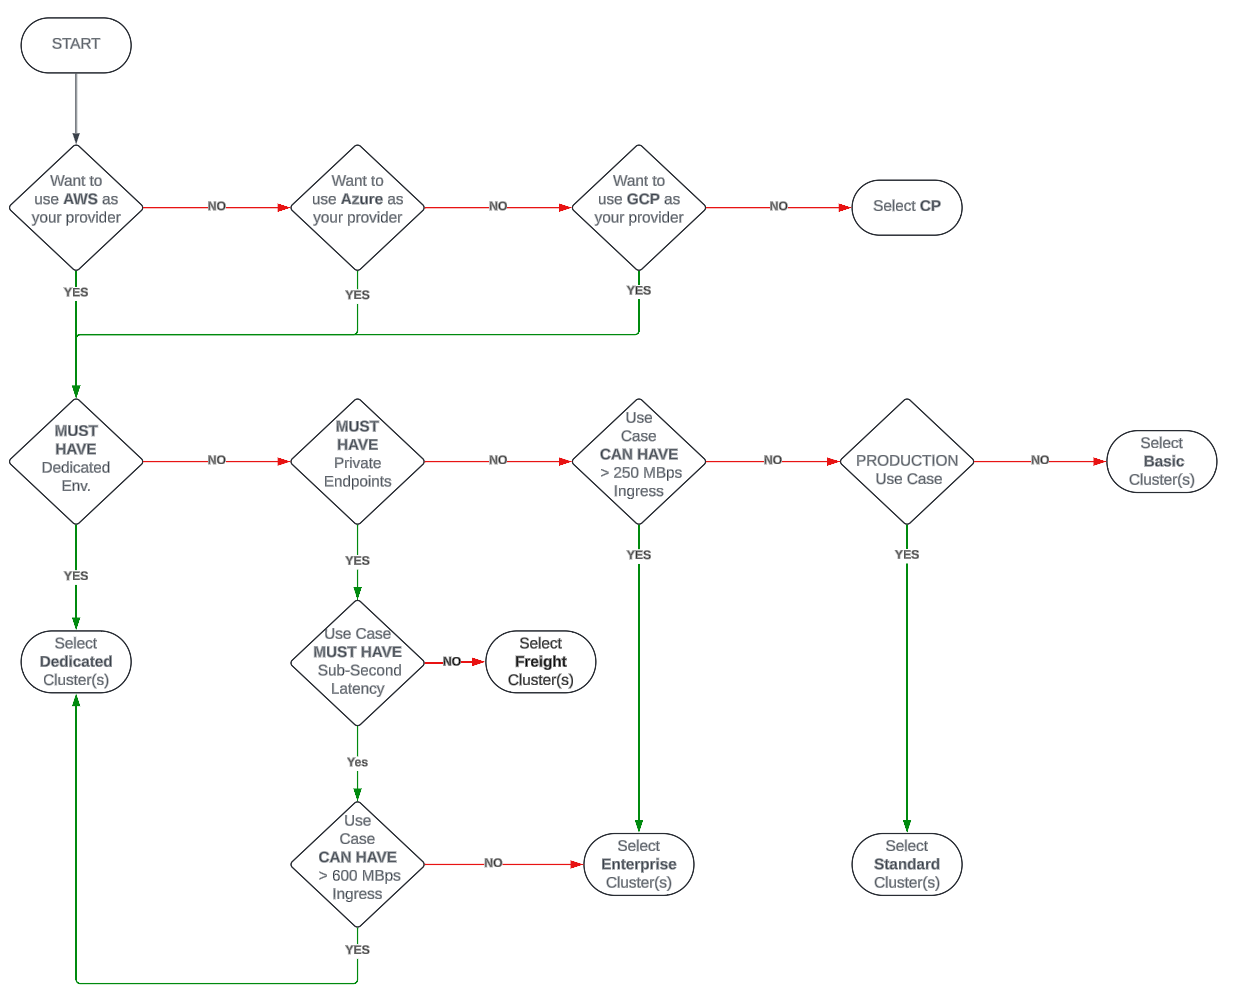 START
Want to
use AWS as
your provider
NO
Want to
use Azure as
your provider
NO
Want to
use GCP as
your provider
NO
Select CP
YES
YES
YES
MUST
HAVE
Dedicated
Env.
NO
MUST
HAVE
Private
Endpoints
NO
Use
Case
CAN HAVE
> 250 MBps
Ingress
NO
PRODUCTION
Use Case
NO
Select
Basic
Cluster(s)
YES
YES
YES
YES
Select
Dedicated
Cluster(s)
Use Case
MUST HAVE
Sub-Second
Latency
NO
Select
Freight
Cluster(s)
Yes
Use
Case
CAN HAVE
> 600 MBps
Ingress
NO
Select
Enterprise
Cluster(s)
Select
Standard
Cluster(s)
YES